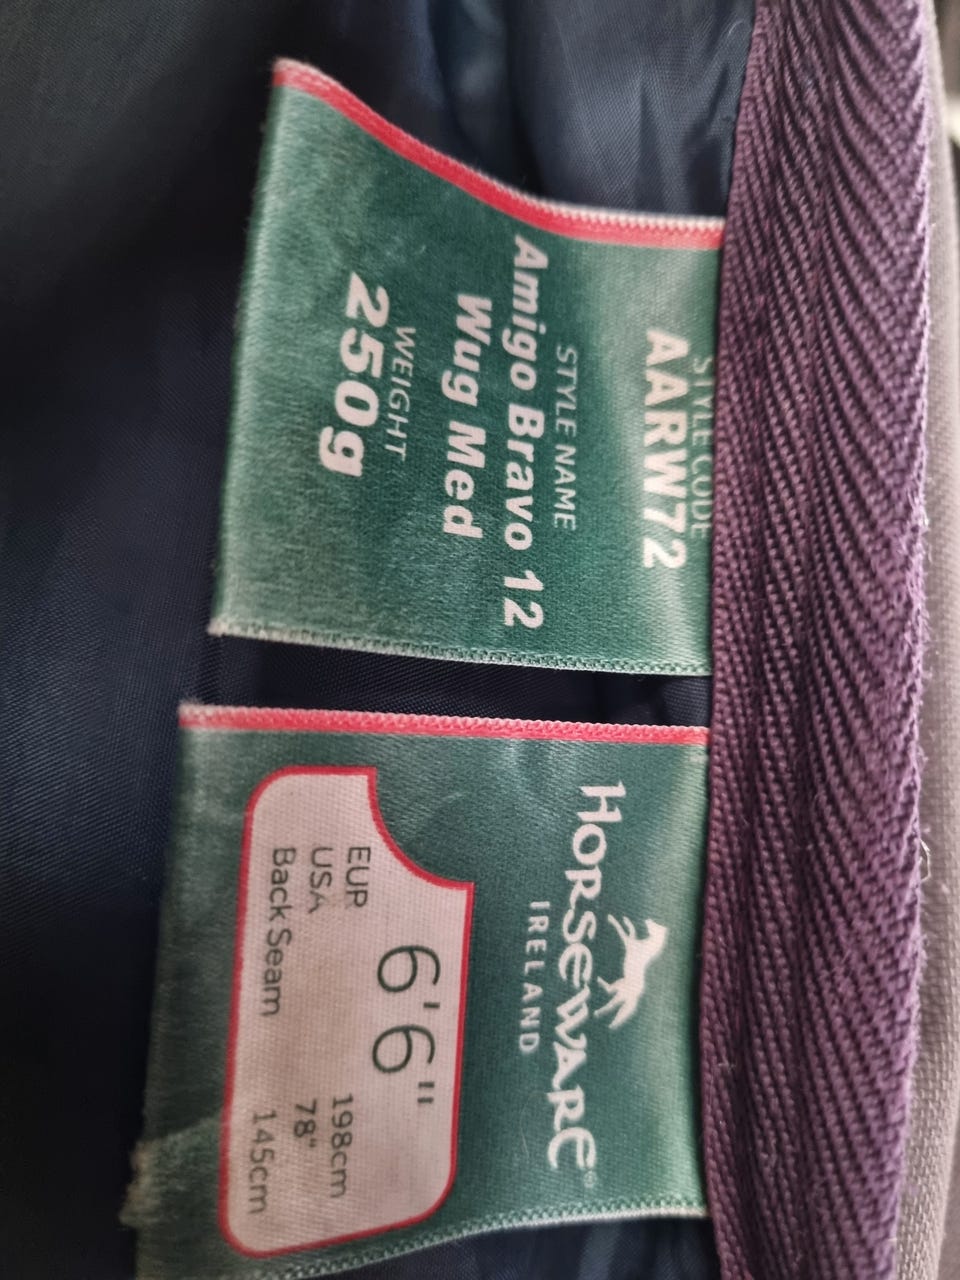 STYLE CODE
AARW72
STYLE NAME
Amigo Bravo 12
Wug Med
WEIGHT
250g
HORSEWARE®
IRELAND
6'6"
EUR 198cm
USA 78"
Back Seam 145cm